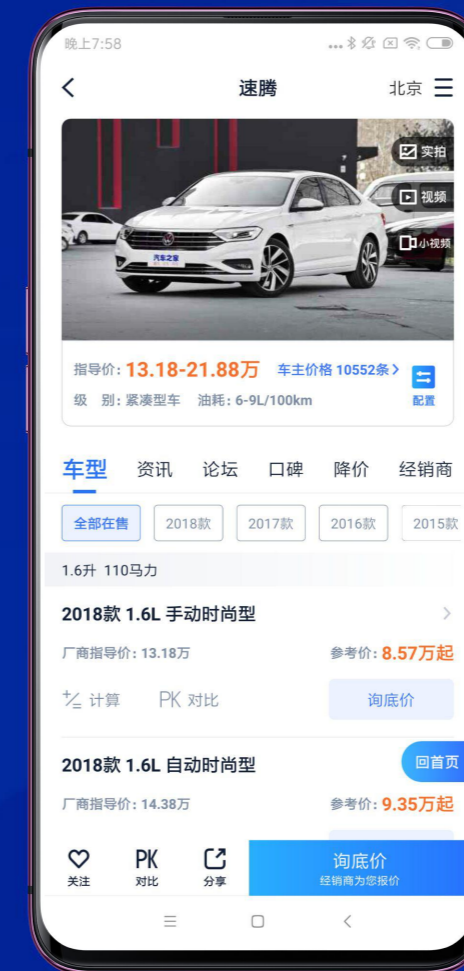 晚上7:58
速腾
北京
实拍
视频
小视频
汽车之家
指导价: 13.18-21.88万 车主价格 10552条
级 别: 紧凑型车 油耗: 6-9L/100km
配置
车型 资讯 论坛 口碑 降价 经销商
全部在售 2018款 2017款 2016款 2015款
1.6升 110马力
2018款 1.6L 手动时尚型
厂商指导价: 13.18万 参考价: 8.57万起
计算 PK 对比 询底价
2018款 1.6L 自动时尚型
回首页
厂商指导价: 14.38万 参考价: 9.35万起
关注
PK
对比
分享
询底价
经销商为您报价